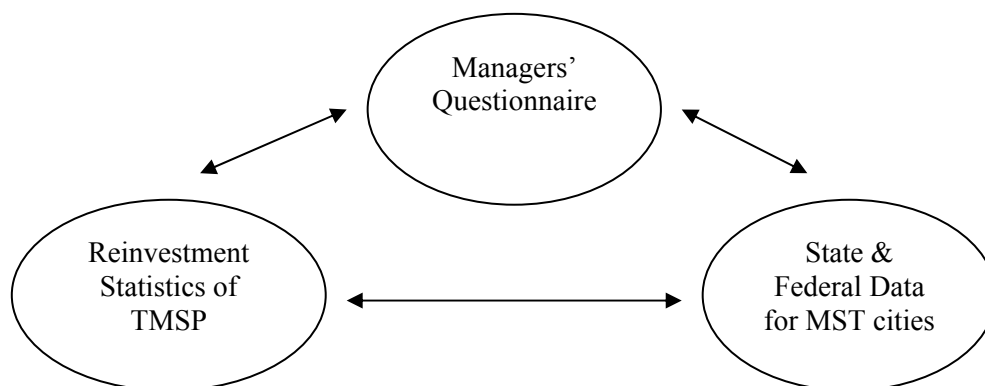 Managers’
Questionnaire
Reinvestment
Statistics of
TMSP
State &
Federal Data
for MST cities